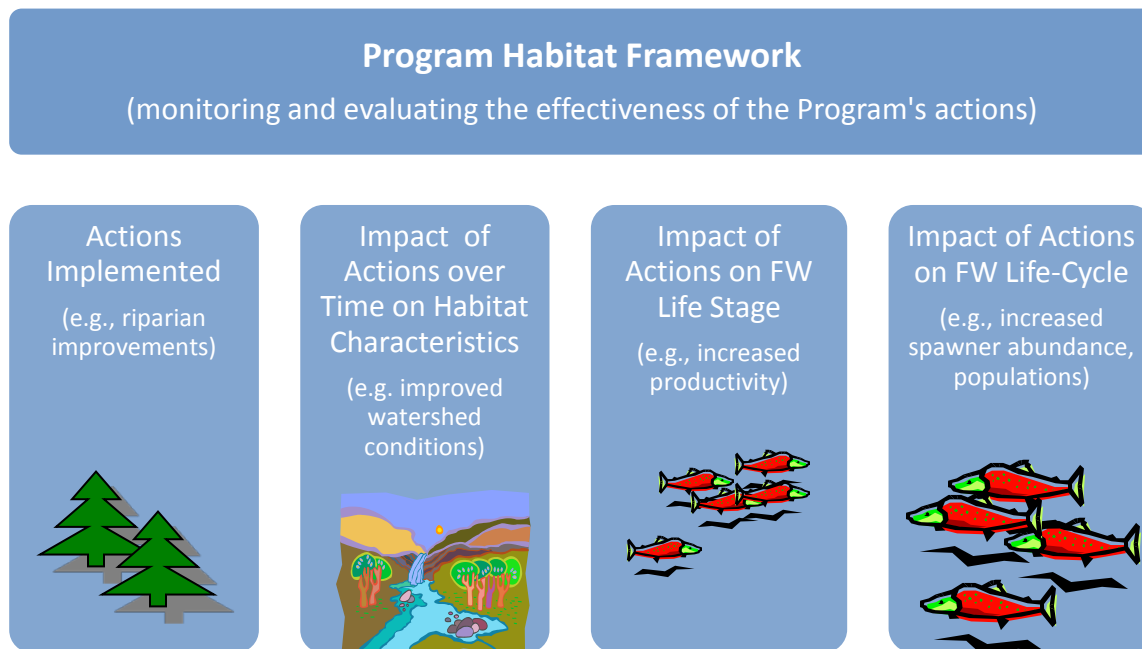 Program Habitat Framework
(monitoring and evaluating the effectiveness of the Program's actions)
Actions
Implemented
(e.g., riparian
improvements)
Impact of
Actions over
Time on Habitat
Characteristics
(e.g. improved
watershed
conditions)
Impact of
Actions on FW
Life Stage
(e.g., increased
productivity)
Impact of Actions
on FW Life-Cycle
(e.g., increased
spawner abundance,
populations)